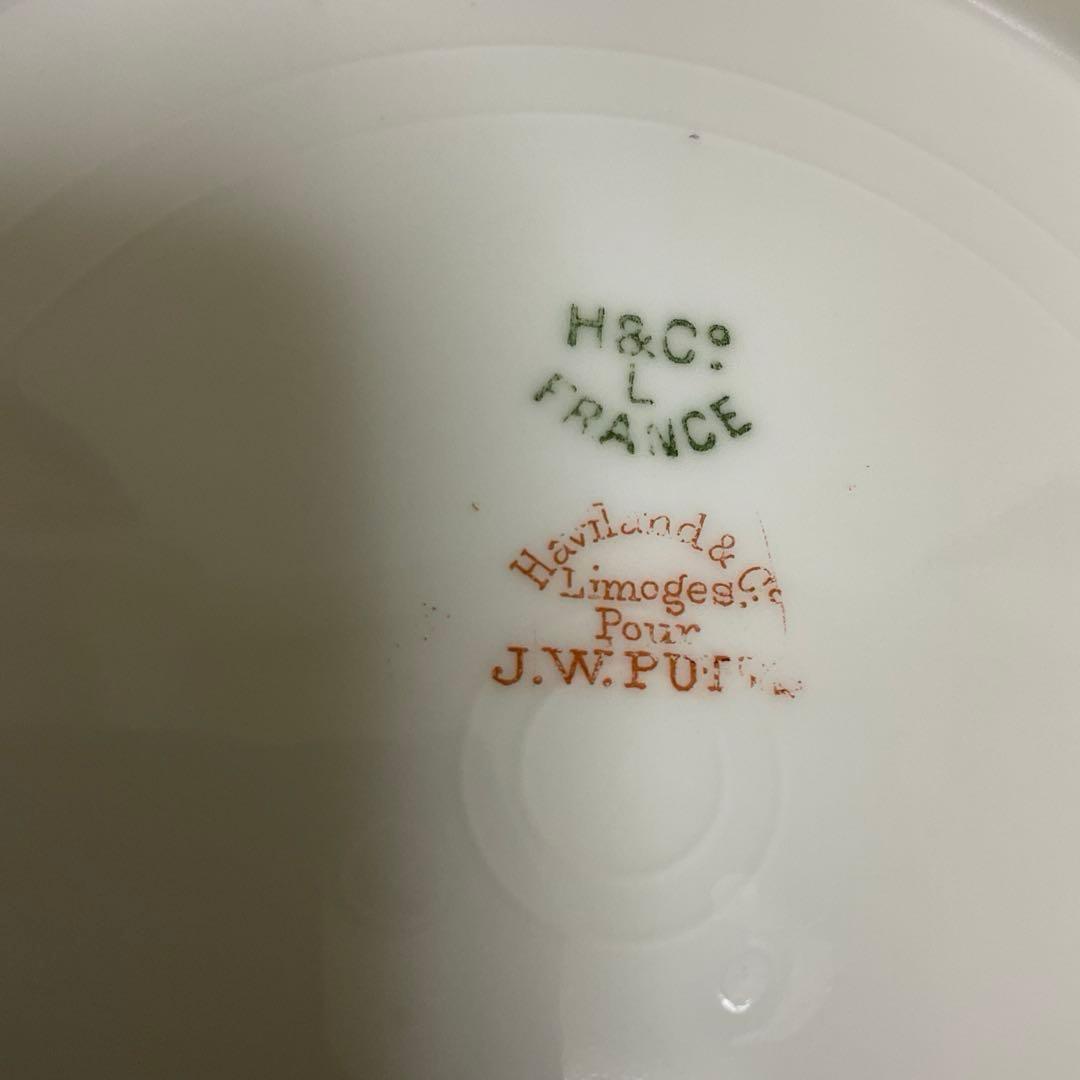 H&Co
L
FRANCE
Haviland & Co
Limoges.
Pour
J.W.